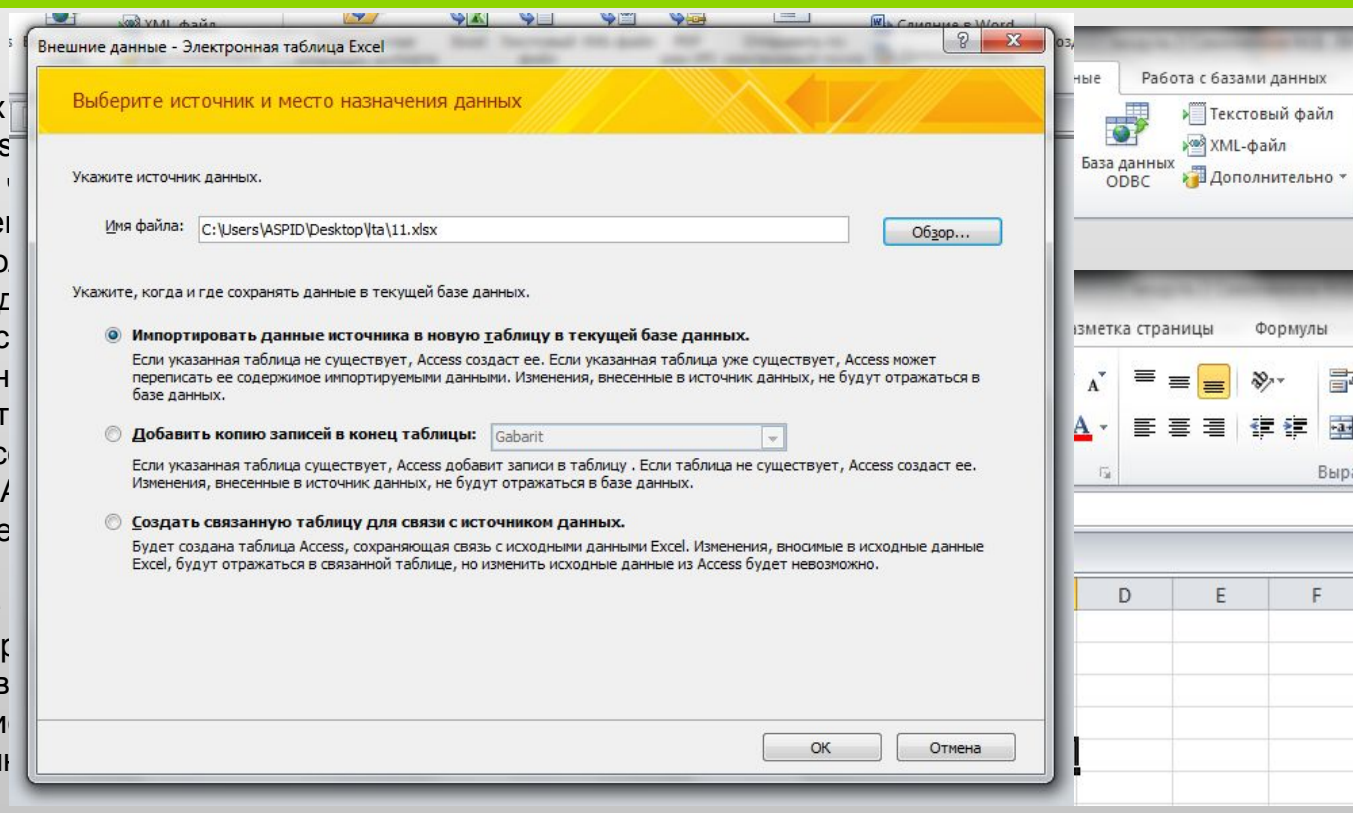 XML-файл
Слияние с Word
Внешние данные - Электронная таблица Excel
Выберите источник и место назначения данных
Укажите источник данных.
Имя файла: C:\Users\ASPID\Desktop\lta\11.xlsx Обзор...
Укажите, когда и где сохранять данные в текущей базе данных.
Импортировать данные источника в новую таблицу в текущей базе данных.
Если указанная таблица не существует, Access создаст ее. Если указанная таблица уже существует, Access может
переписать ее содержимое импортируемыми данными. Изменения, внесенные в источник данных, не будут отражаться в
базе данных.
Добавить копию записей в конец таблицы: Gabarit
Если указанная таблица существует, Access добавит записи в таблицу . Если таблица не существует, Access создаст ее.
Изменения, внесенные в источник данных, не будут отражаться в базе данных.
Создать связанную таблицу для связи с источником данных.
Будет создана таблица Access, сохраняющая связь с исходными данными Excel. Изменения, вносимые в исходные данные
Excel, будут отражаться в связанной таблице, но изменить исходные данные из Access будет невозможно.
OK Отмена
ные Работа с базами данных
Текстовый файл
XML-файл
База данных
ODBC Дополнительно
зметка страницы Формулы
Выра
D E F